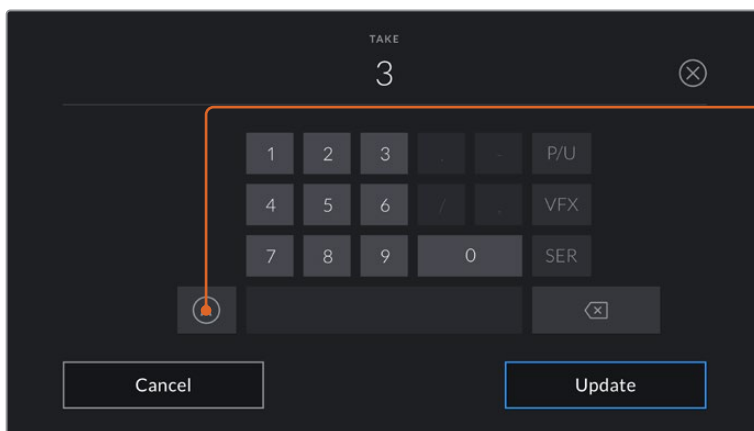 TAKE
3
1 2 3 . - P/U
4 5 6 / , VFX
7 8 9 0 SER
Cancel Update